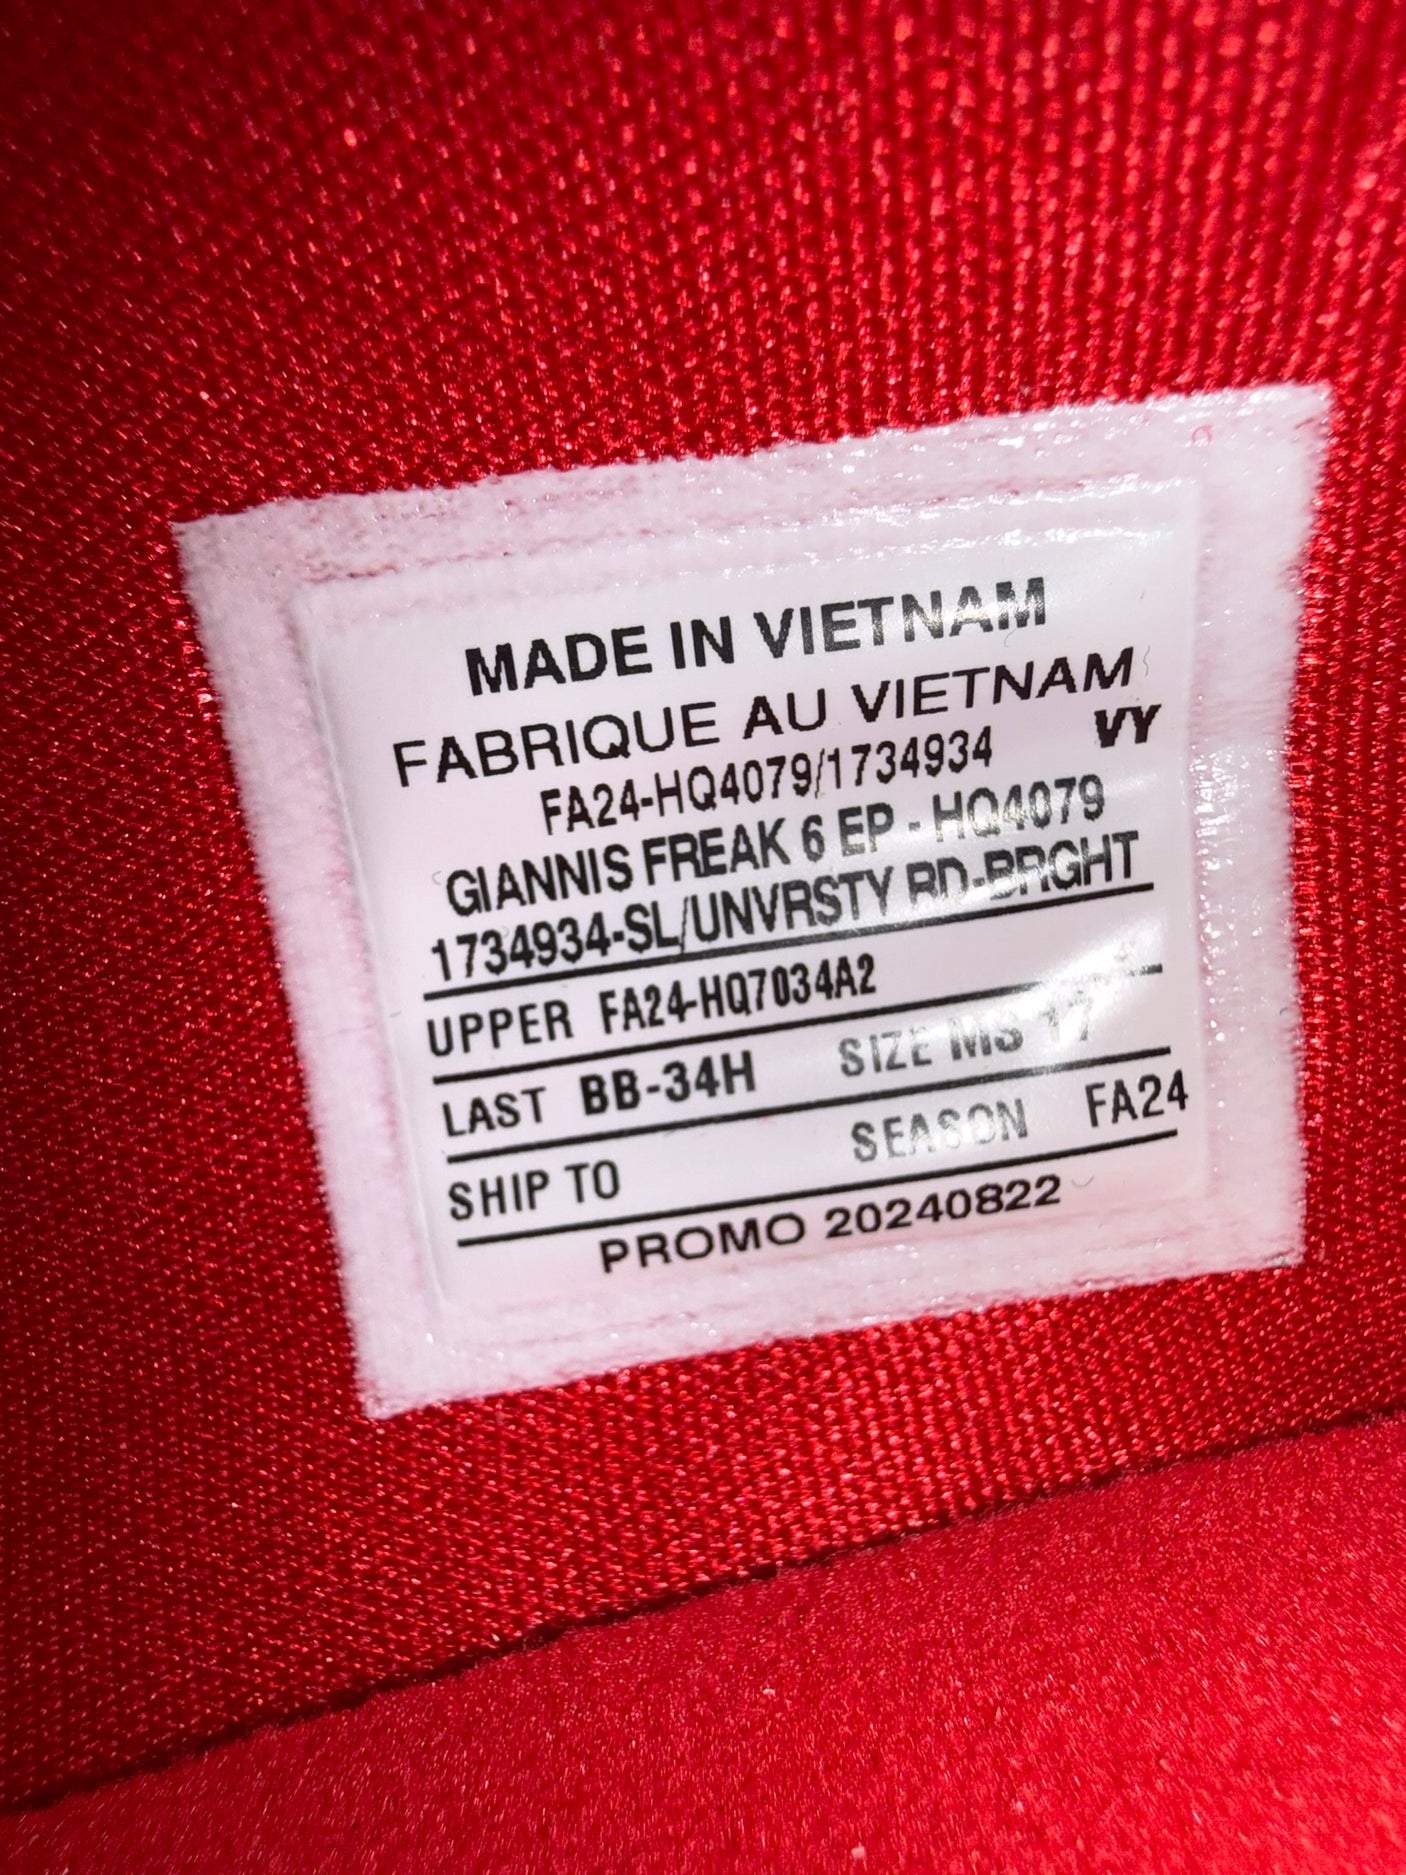 MADE IN VIETNAM
FABRIQUE AU VIETNAM
FA24-HQ4079/1734934 VY
GIANNIS FREAK 6 EP - HQ4079
1734934-SL/UNVRSTY RD-BRGHT
UPPER FA24-HQ7034A2
LAST BB-34H SIZE MS 17
SHIP TO SEASON FA24
PROMO 20240822